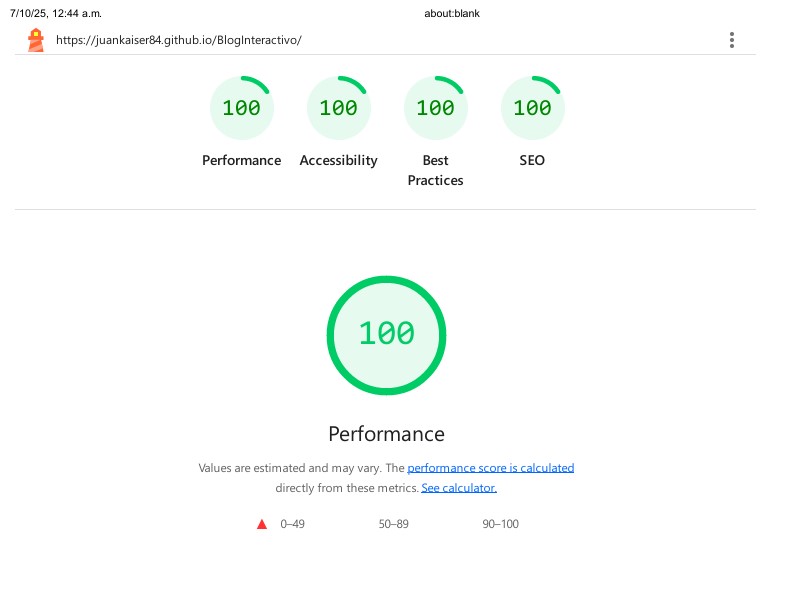 7/10/25, 12:44 a.m.
about:blank
https://juankaiser84.github.io/BlogInteractivo/
100
100
100
100
Performance
Accessibility
Best
Practices
SEO
100
Performance
Values are estimated and may vary. The performance score is calculated
directly from these metrics. See calculator.
0–49
50–89
90–100